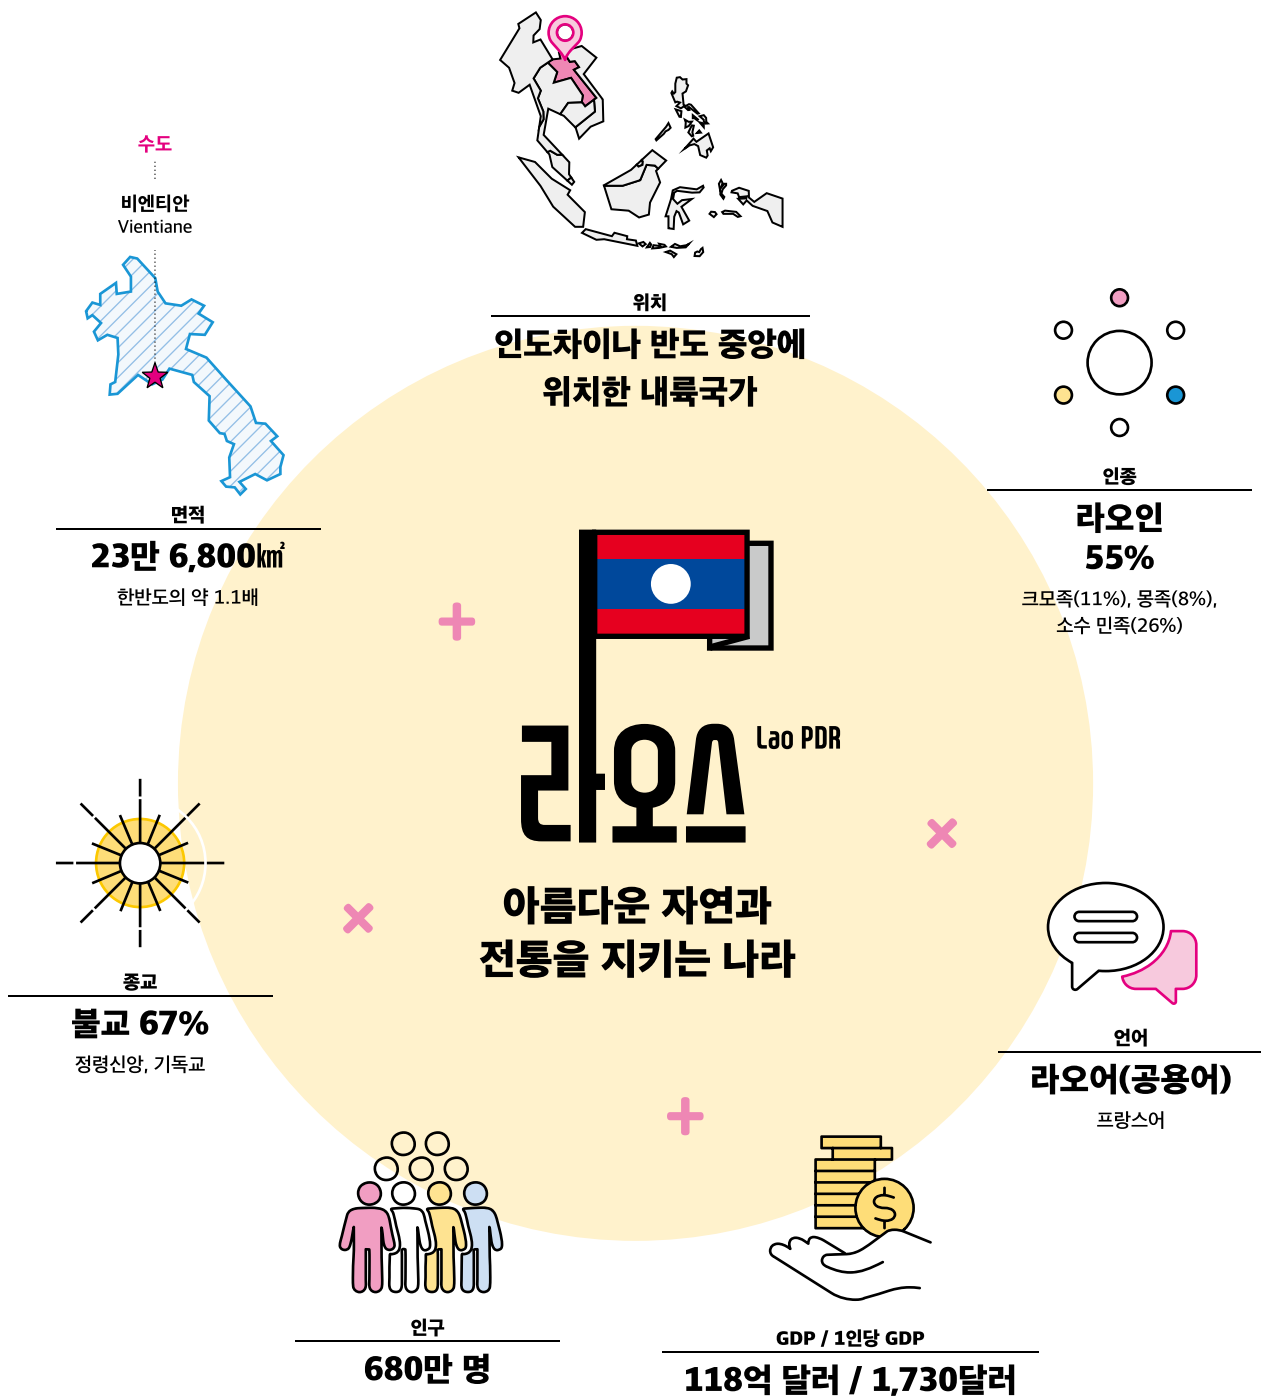 위치
인도차이나 반도 중앙에
위치한 내륙국가
수도
비엔티안
Vientiane
면적
23만 6,800㎢
한반도의 약 1.1배
인종
라오인
55%
크모족(11%), 몽족(8%),
소수 민족(26%)
라오스 Lao PDR
아름다운 자연과
전통을 지키는 나라
종교
불교 67%
정령신앙, 기독교
언어
라오어(공용어)
프랑스어
인구
680만 명
GDP / 1인당 GDP
118억 달러 / 1,730달러